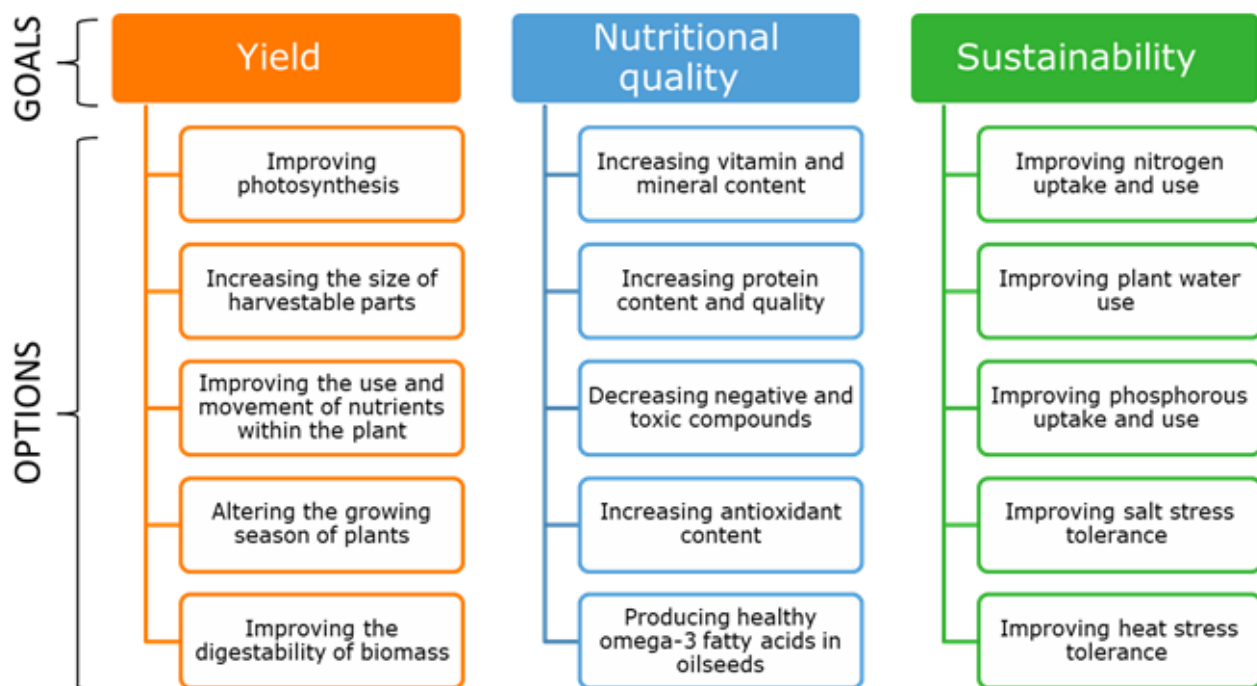 GOALS
Yield
Nutritional
quality
Sustainability
OPTIONS
Improving
photosynthesis
Increasing the size of
harvestable parts
Improving the use and
movement of nutrients
within the plant
Altering the growing
season of plants
Improving the
digestability of biomass
Increasing vitamin and
mineral content
Increasing protein
content and quality
Decreasing negative and
toxic compounds
Increasing antioxidant
content
Producing healthy
omega-3 fatty acids in
oilseeds
Improving nitrogen
uptake and use
Improving plant water
use
Improving phosphorous
uptake and use
Improving salt stress
tolerance
Improving heat stress
tolerance